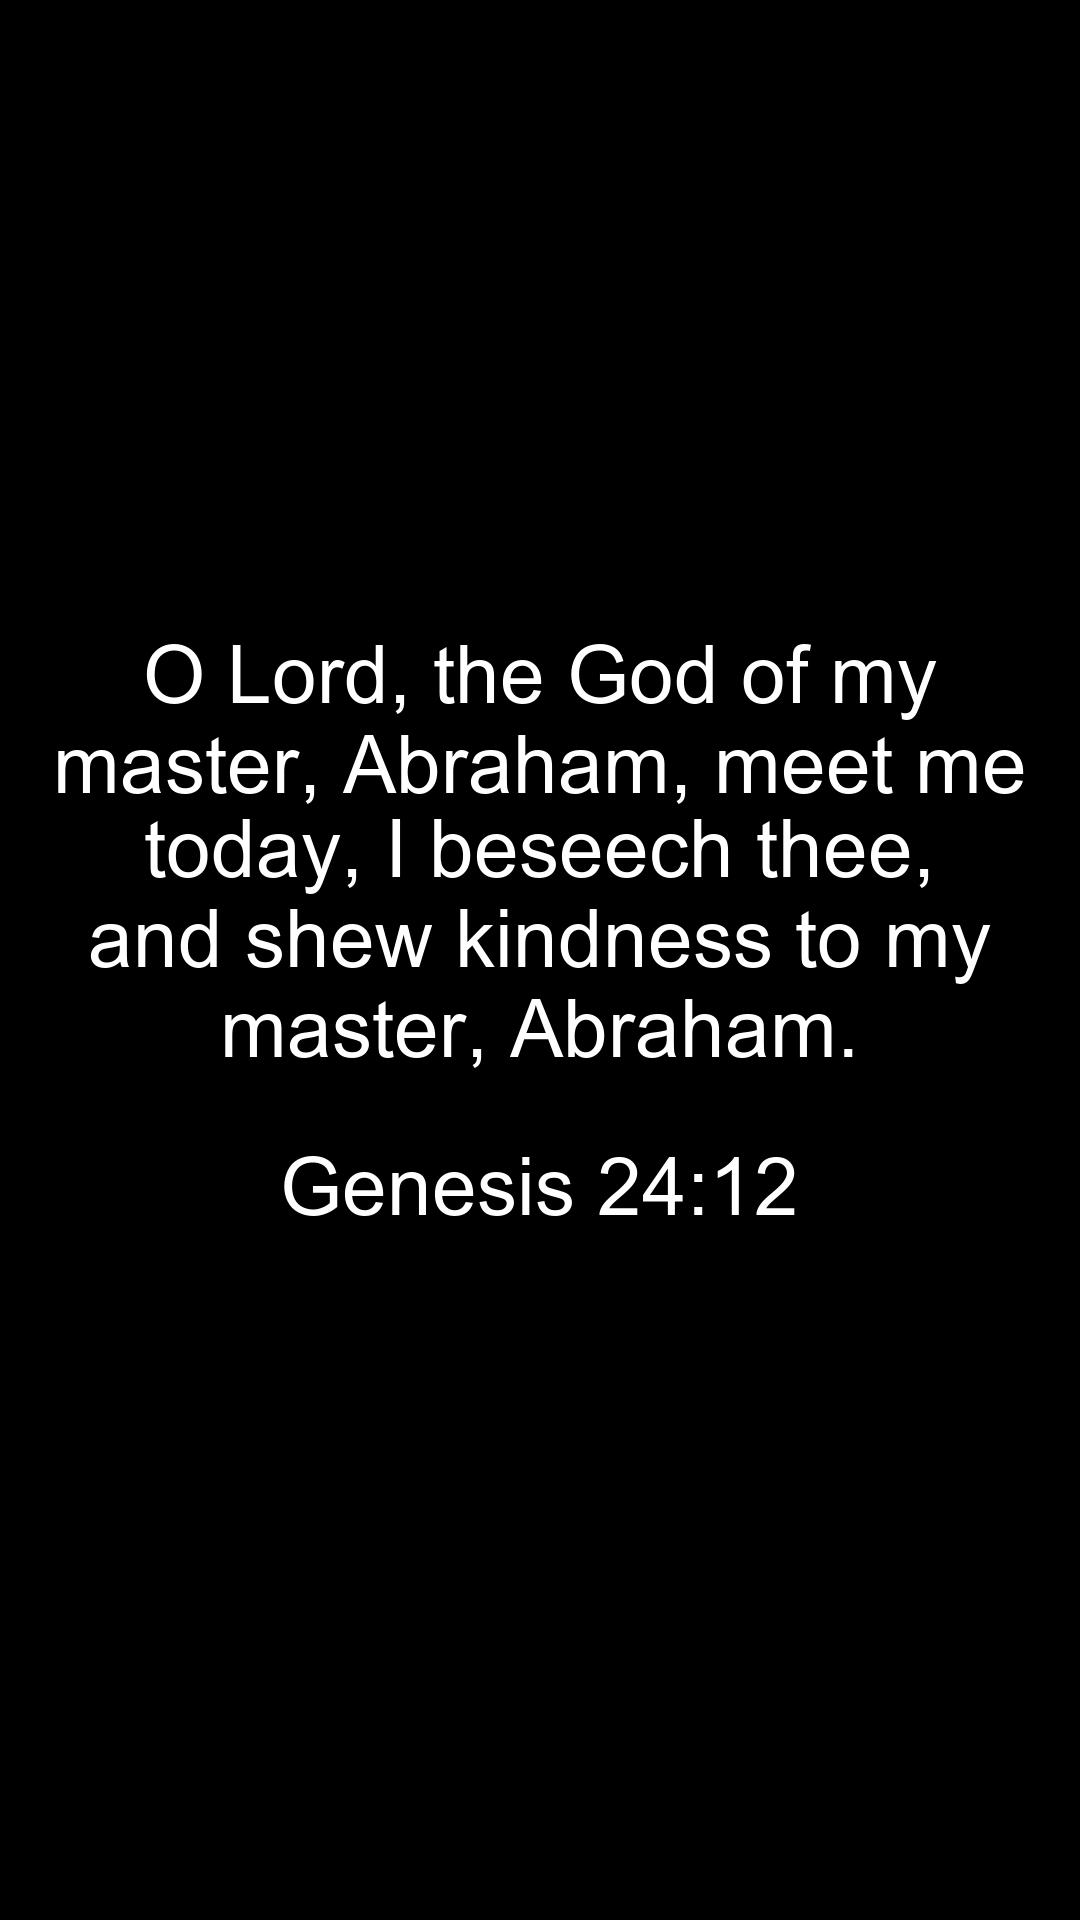 O Lord, the God of my
master, Abraham, meet me
today, I beseech thee,
and shew kindness to my
master, Abraham.
Genesis 24:12